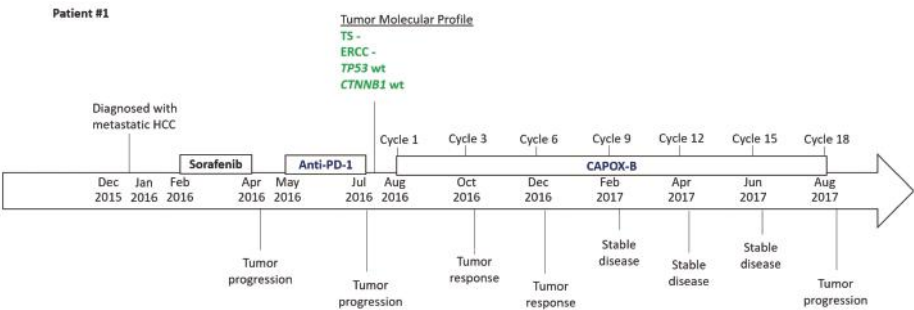 Patient #1
Tumor Molecular Profile
TS -
ERCC -
TP53 wt
CTNNB1 wt
Diagnosed with
metastatic HCC
Cycle 1
Cycle 3
Cycle 6
Cycle 9
Cycle 12
Cycle 15
Cycle 18
Sorafenib
Anti-PD-1
CAPOX-B
Dec
2015
Jan
2016
Feb
2016
Apr
2016
May
2016
Jul
2016
Aug
2016
Oct
2016
Dec
2016
Feb
2017
Apr
2017
Jun
2017
Aug
2017
Tumor
progression
Tumor
progression
Tumor
response
Tumor
response
Stable
disease
Stable
disease
Stable
disease
Tumor
progression